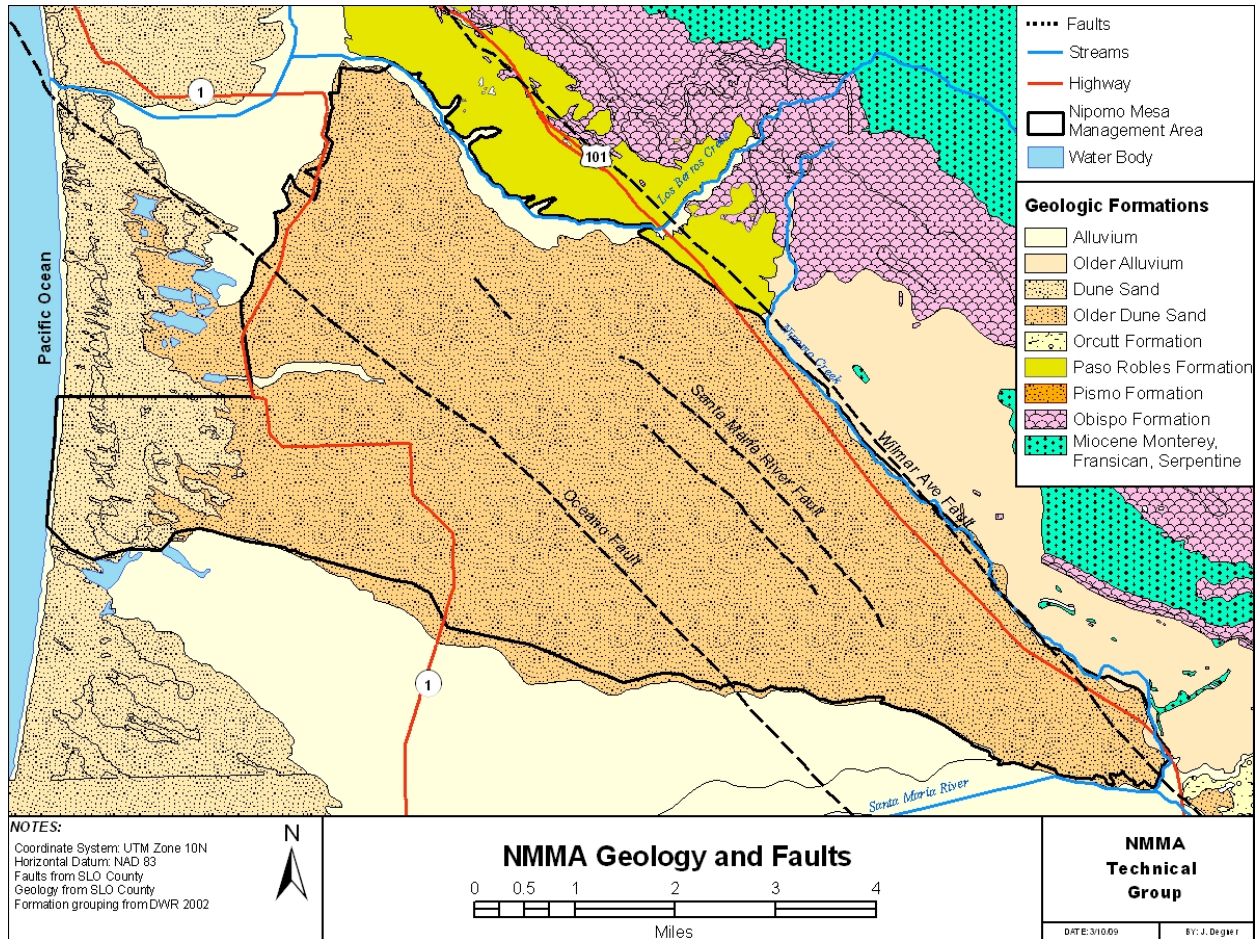 1
101
Los Berros Creek
Pacific Ocean
Nipomo Creek
Santa Maria River Fault
Wilmar Ave Fault
Oceano Fault
1
Santa Maria River
Faults
Streams
Highway
Nipomo Mesa
Management Area
Water Body
Geologic Formations
Alluvium
Older Alluvium
Dune Sand
Older Dune Sand
Orcutt Formation
Paso Robles Formation
Pismo Formation
Obispo Formation
Miocene Monterey,
Fransican, Serpentine
NOTES:
Coordinate System: UTM Zone 10N
Horizontal Datum: NAD 83
Faults from SLO County
Geology from SLO County
Formation grouping from DWR 2002
N
NMMA Geology and Faults
0 0.5 1 2 3 4
Miles
NMMA
Technical
Group
DATE: 3/10/09
BY: J. Degner